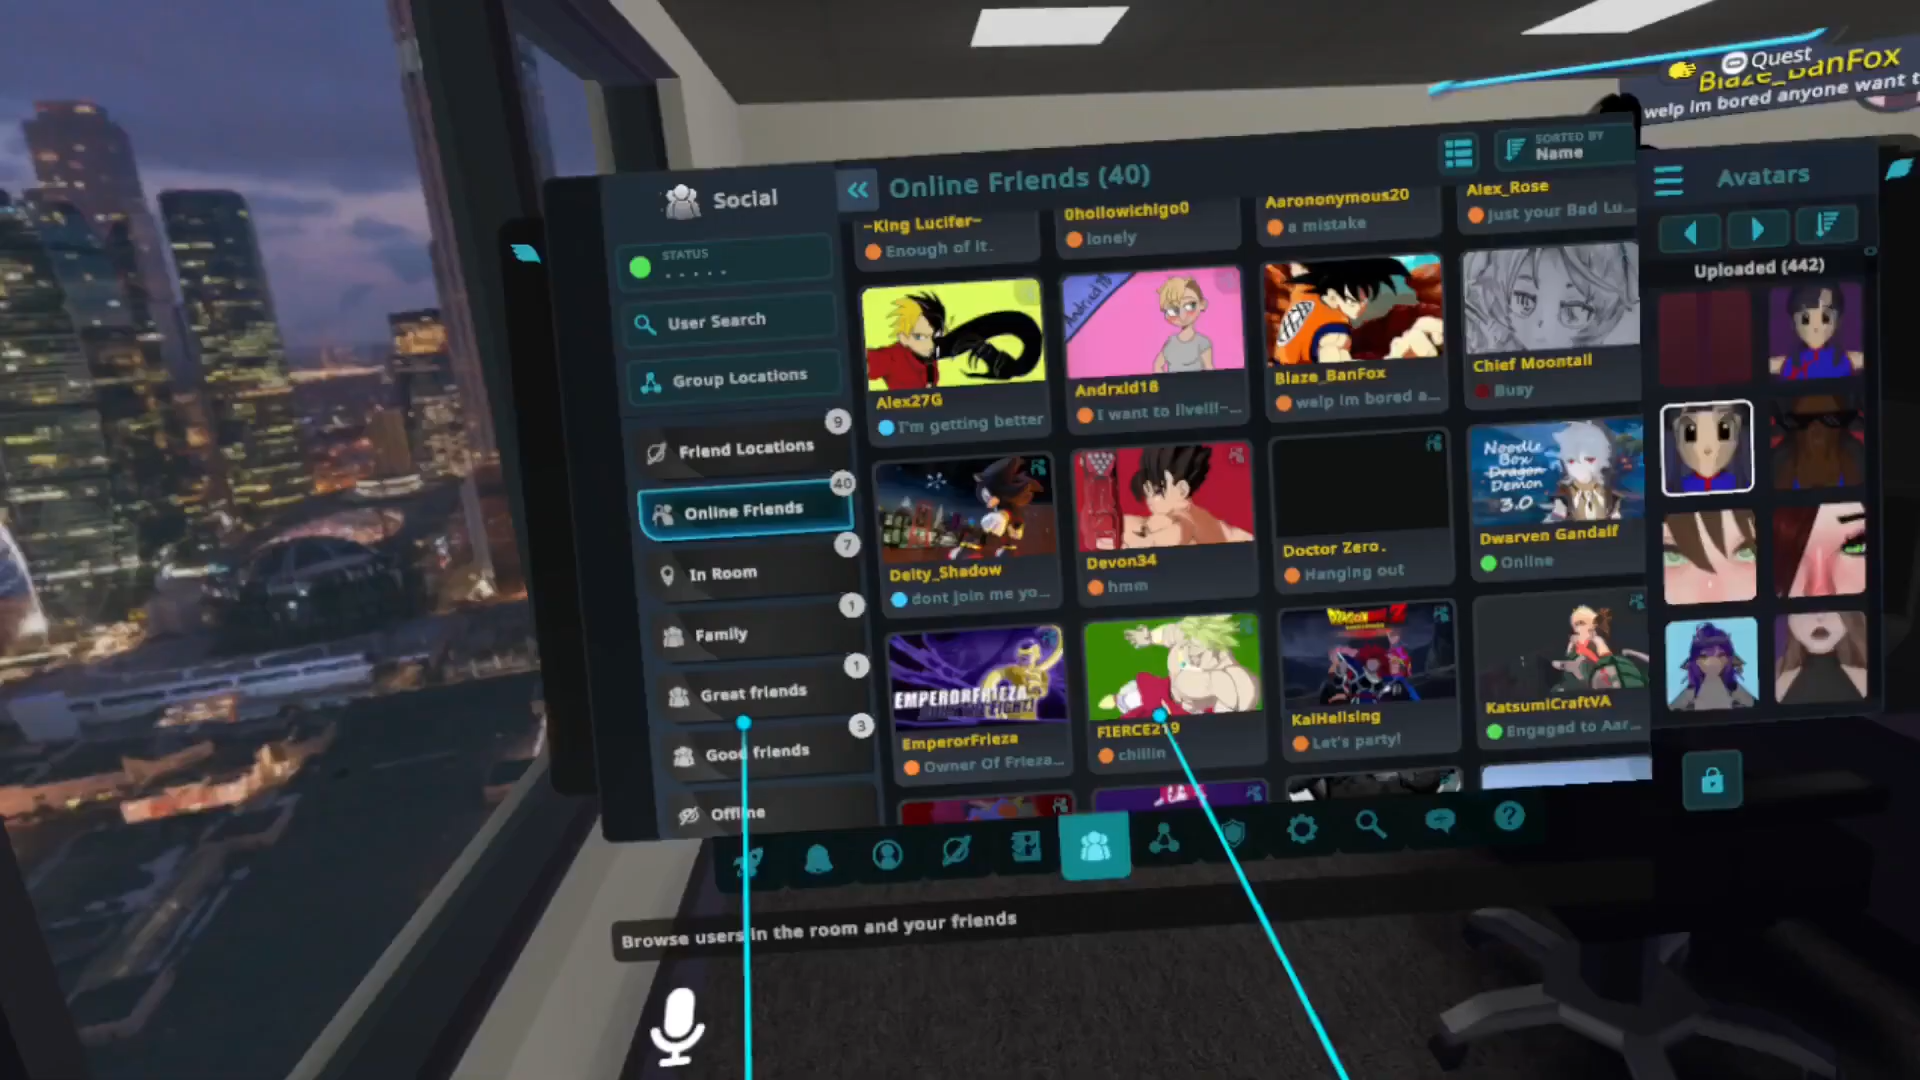 Quest
Blaze_BanFox
welp im bored anyone want t
Social
STATUS
. . . . .
User Search
Group Locations
9
Friend Locations
40
Online Friends
7
In Room
1
Family
1
Great friends
3
Good friends
Offline
Online Friends (40)
SORTED BY
Name
~King Lucifer~
Enough of it.
0hollowichigo0
lonely
Aarononymous20
a mistake
Alex_Rose
Just your Bad Lu...
Alex27G
I'm getting better
Andrxid18
Andrxid18
I want to live!!!~...
Blaze_BanFox
welp im bored a...
Chief Moontail
Busy
Deity_Shadow
dont join me yo...
Devon34
hmm
Doctor Zero.
Hanging out
Noodle
Box
Dragon
Demon
3.0
Dwarven Gandalf
Online
EMPERORFRIEZA
EmperorFrieza
Owner Of Frieza...
FIERCE219
chillin
DRAGON BALL Z
KaiHellsing
Let's party!
KatsumiCraftVA
Engaged to Aar...
Avatars
Uploaded (442)
Browse users in the room and your friends